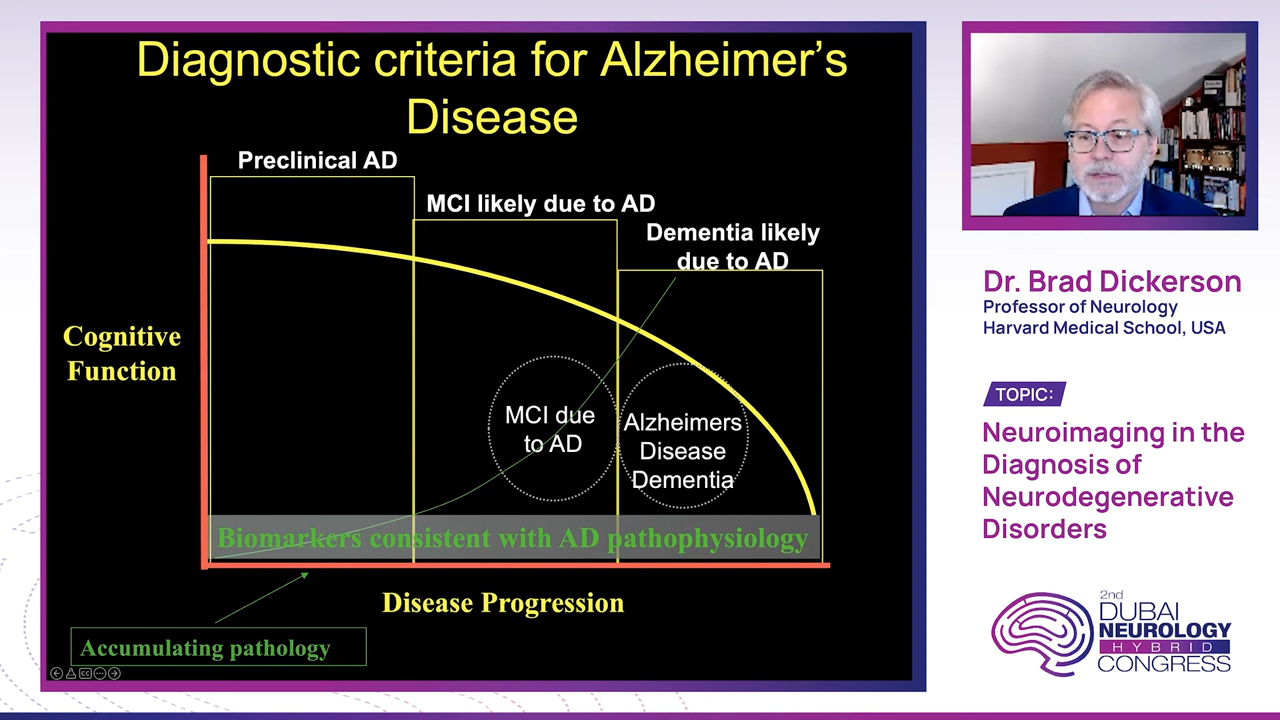 Diagnostic criteria for Alzheimer's
Disease
Preclinical AD
MCI likely due to AD
Dementia likely
due to AD
Cognitive
Function
MCI due
to AD
Alzheimers
Disease
Dementia
Biomarkers consistent with AD pathophysiology
Disease Progression
Accumulating pathology
Dr. Brad Dickerson
Professor of Neurology
Harvard Medical School, USA
TOPIC:
Neuroimaging in the
Diagnosis of
Neurodegenerative
Disorders
2nd
DUBAI
NEUROLOGY
HYBRID
CONGRESS